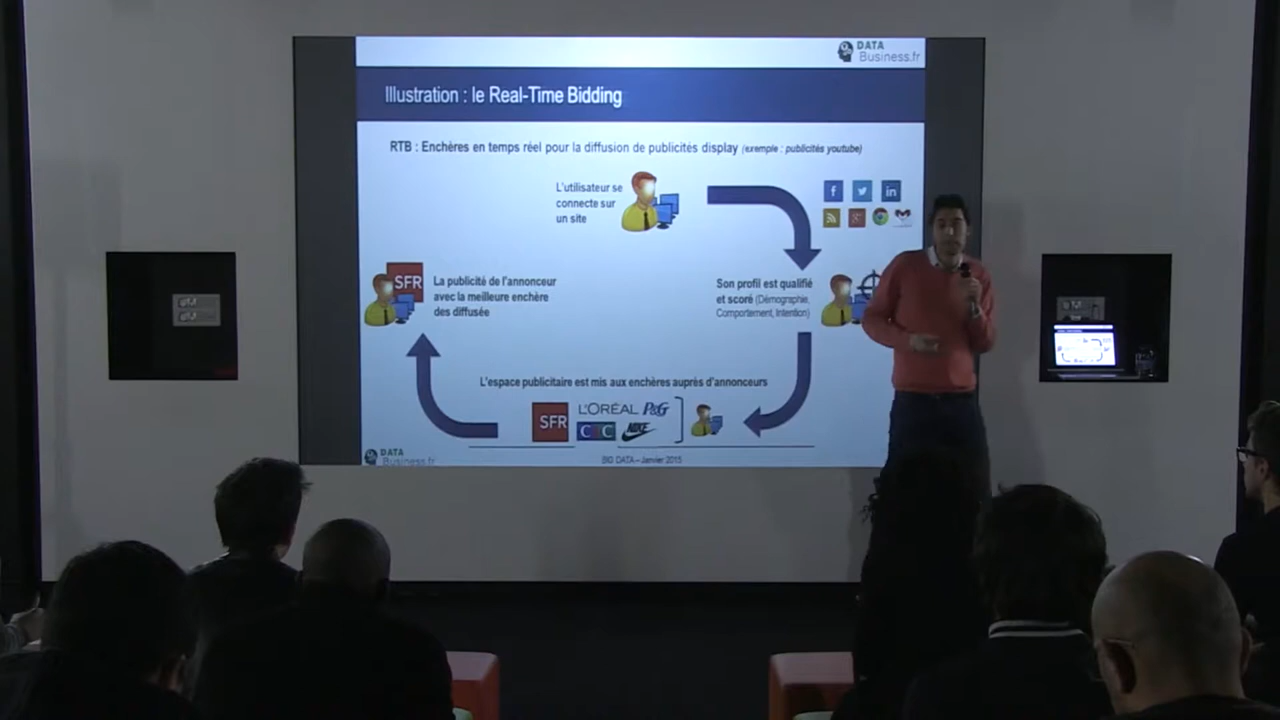 DATA
Business.fr
Illustration : le Real-Time Bidding
RTB : Enchères en temps réel pour la diffusion de publicités display (exemple : publicités youtube)
L'utilisateur se
connecte sur
un site
f
in
SFR
La publicité de l'annonceur
avec la meilleure enchère
des diffusée
Son profil est qualifié
et scoré (Démographie,
Comportement, Intention)
L'espace publicitaire est mis aux enchères auprès d'annonceurs
SFR
L'ORÉAL P&G
CIC NIKE
DATA
Business.fr
BIG DATA – Janvier 2015